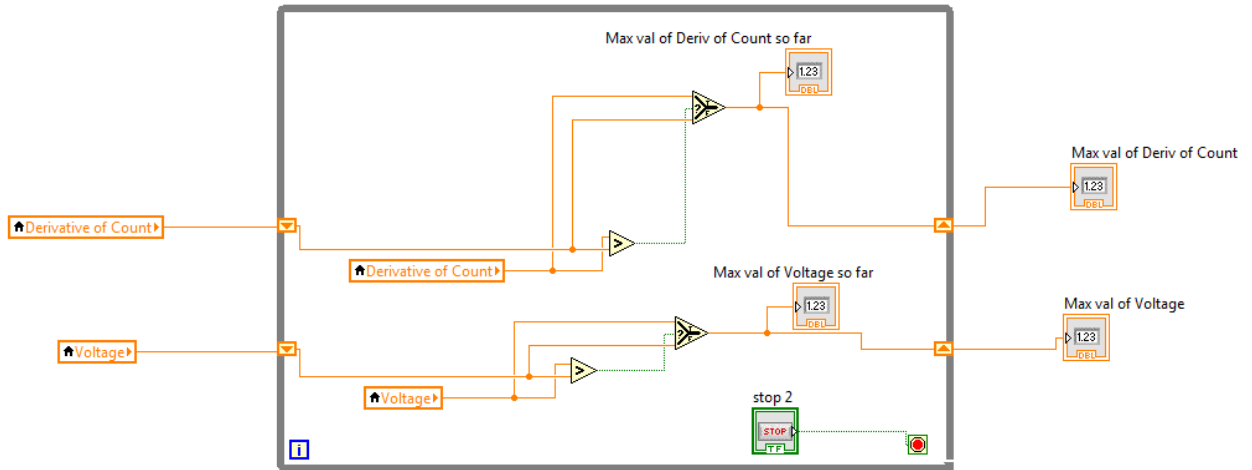 Max val of Deriv of Count so far
1.23
DBL
Max val of Deriv of Count
1.23
DBL
T
?
F
Derivative of Count
>
Derivative of Count
Max val of Voltage so far
1.23
DBL
Max val of Voltage
1.23
DBL
T
?
F
Voltage
>
Voltage
stop 2
STOP
TF
i